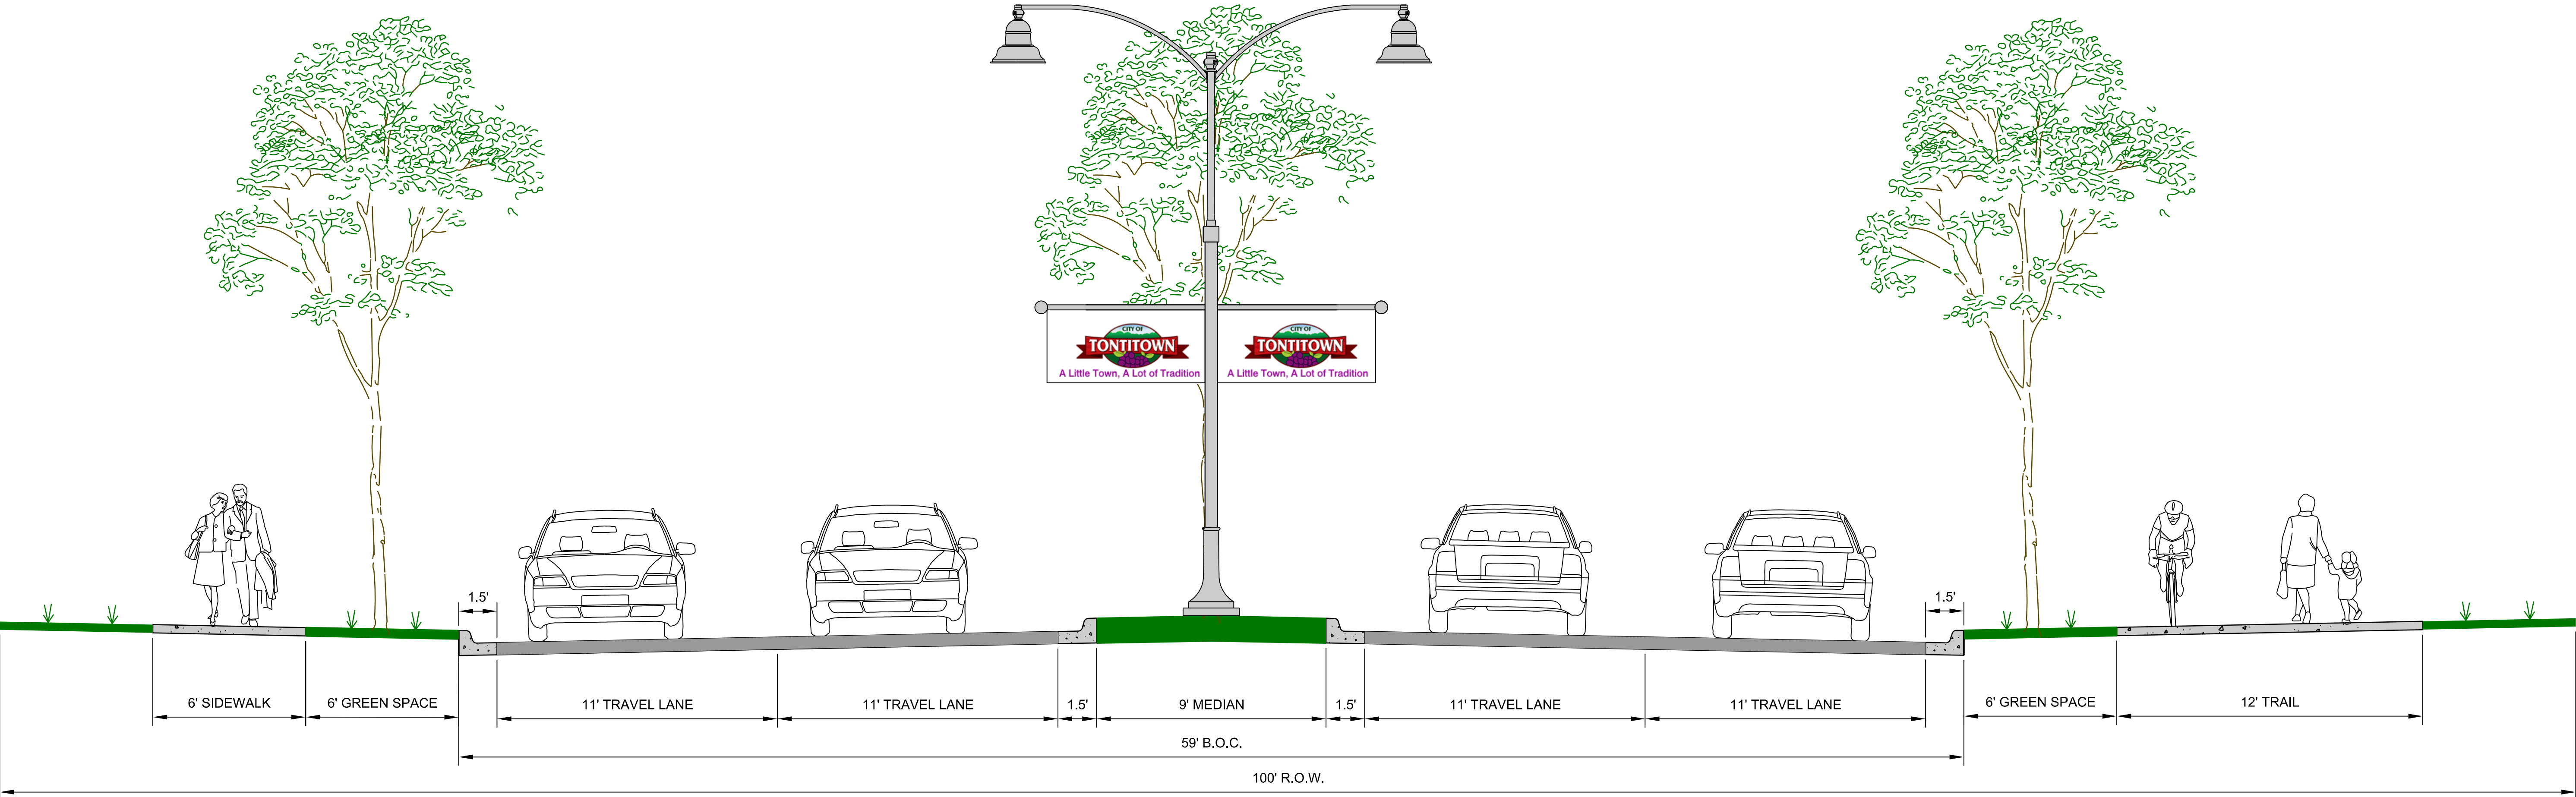 CITY OF
TONTITOWN
A Little Town, A Lot of Tradition
CITY OF
TONTITOWN
A Little Town, A Lot of Tradition
1.5'
1.5'
6' SIDEWALK
6' GREEN SPACE
11' TRAVEL LANE
11' TRAVEL LANE
1.5'
9' MEDIAN
1.5'
11' TRAVEL LANE
11' TRAVEL LANE
6' GREEN SPACE
12' TRAIL
59' B.O.C.
100' R.O.W.